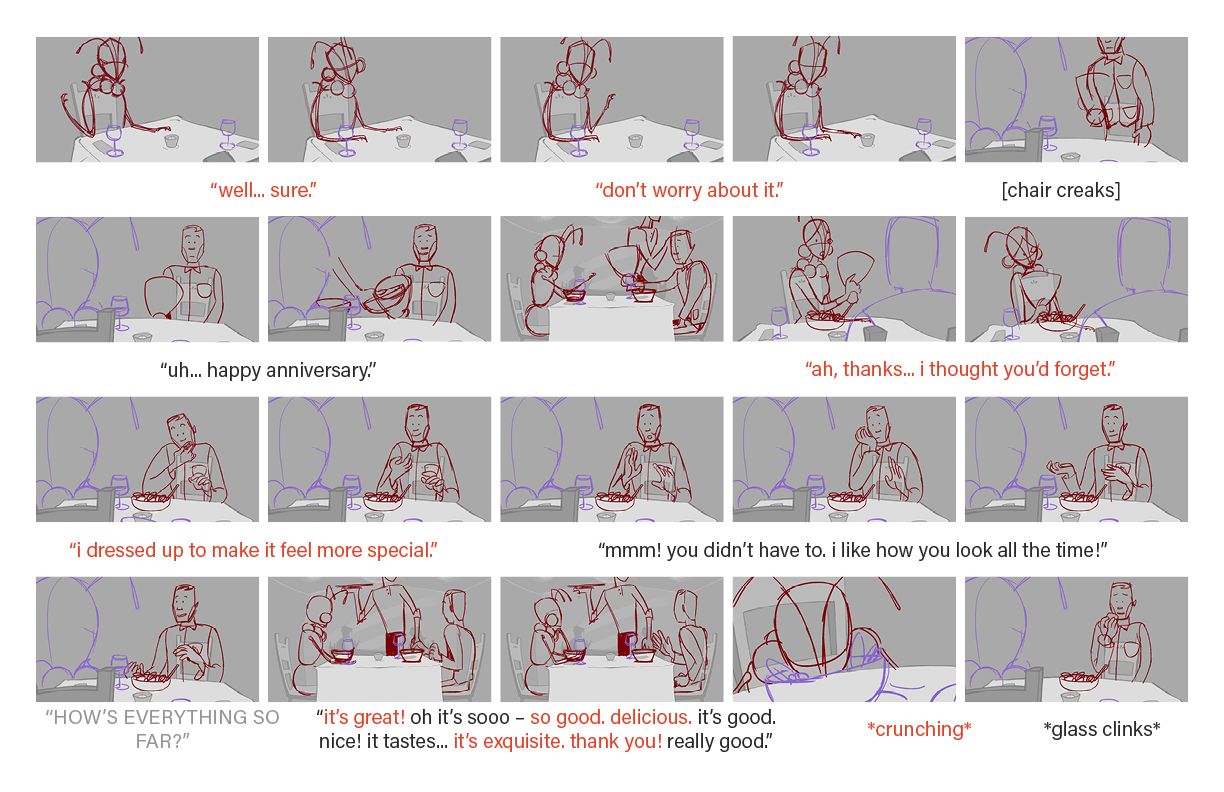 “well... sure.”
“don’t worry about it.”
[chair creaks]
“uh... happy anniversary.”
“ah, thanks... i thought you’d forget.”
“i dressed up to make it feel more special.”
“mmm! you didn’t have to. i like how you look all the time!”
“HOW’S EVERYTHING SO
FAR?”
“it’s great! oh it’s sooo – so good. delicious. it’s good.
nice! it tastes... it’s exquisite. thank you! really good.”
*crunching*
*glass clinks*